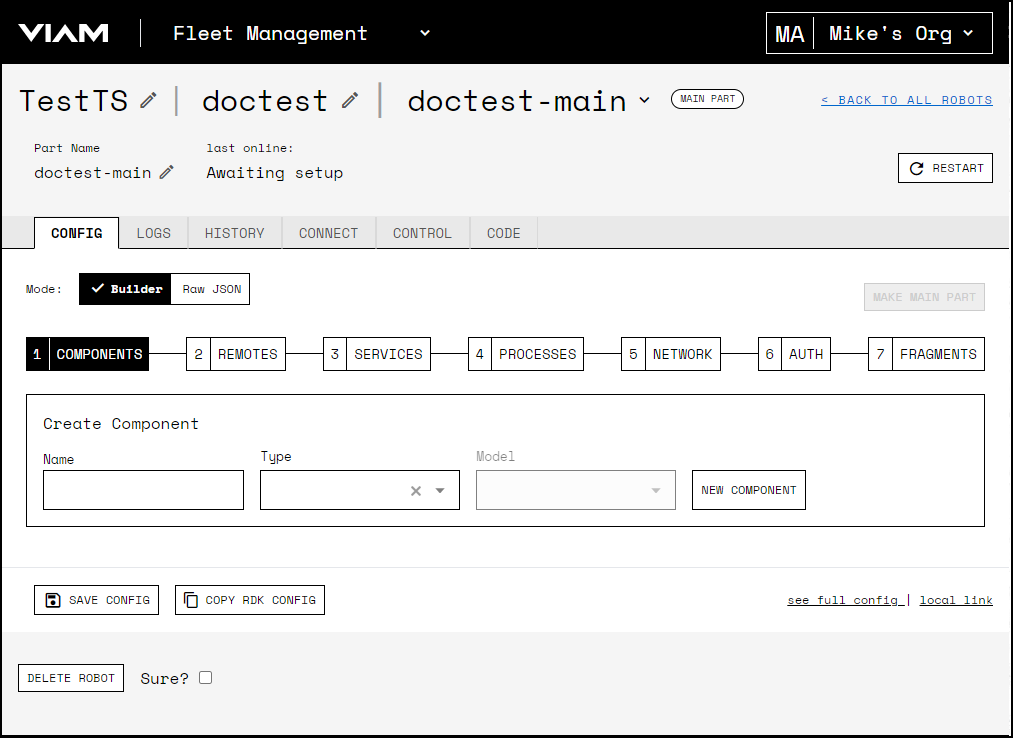 VIAM Fleet Management MA Mike's Org
TestTS | doctest | doctest-main MAIN PART < BACK TO ALL ROBOTS
Part Name last online:
doctest-main Awaiting setup RESTART
CONFIG LOGS HISTORY CONNECT CONTROL CODE
Mode: Builder Raw JSON
MAKE MAIN PART
1 COMPONENTS 2 REMOTES 3 SERVICES 4 PROCESSES 5 NETWORK 6 AUTH 7 FRAGMENTS
Create Component
Name Type Model
NEW COMPONENT
SAVE CONFIG COPY RDK CONFIG see full config | local link
DELETE ROBOT Sure?